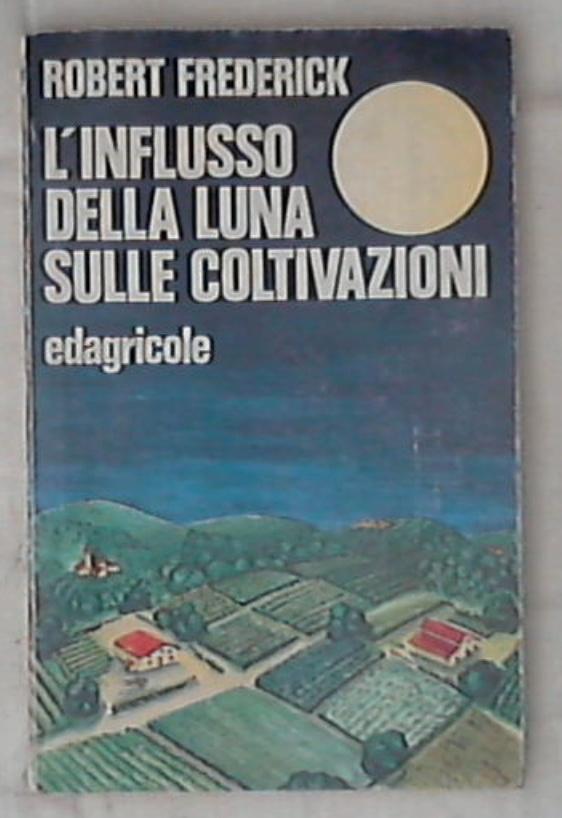 ROBERT FREDERICK
L'INFLUSSO
DELLA LUNA
SULLE COLTIVAZIONI
edagricole